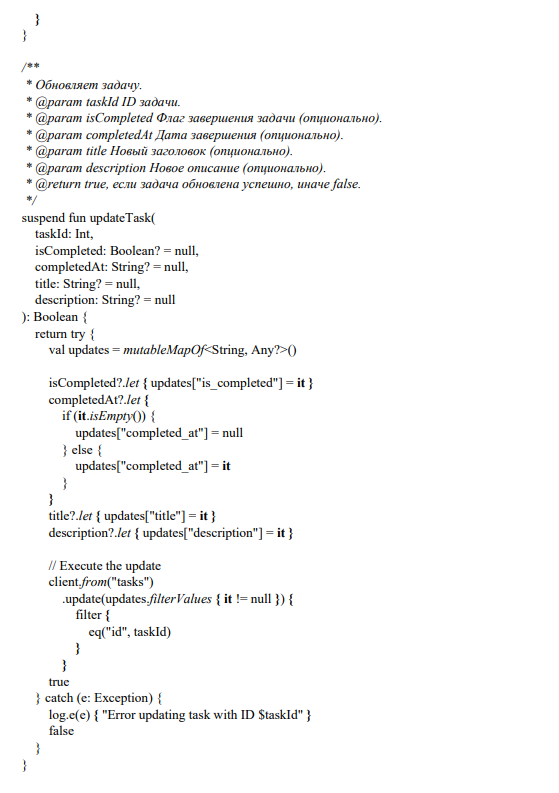 }
}
/**
* Обновляет задачу.
* @param taskId ID задачи.
* @param isCompleted Флаг завершения задачи (опционально).
* @param completedAt Дата завершения (опционально).
* @param title Новый заголовок (опционально).
* @param description Новое описание (опционально).
* @return true, если задача обновлена успешно, иначе false.
*/
suspend fun updateTask(
taskId: Int,
isCompleted: Boolean? = null,
completedAt: String? = null,
title: String? = null,
description: String? = null
): Boolean {
return try {
val updates = mutableMapOf<String, Any?>()
isCompleted?.let { updates["is_completed"] = it }
completedAt?.let {
if (it.isEmpty()) {
updates["completed_at"] = null
} else {
updates["completed_at"] = it
}
}
title?.let { updates["title"] = it }
description?.let { updates["description"] = it }
// Execute the update
client.from("tasks")
.update(updates.filterValues { it != null }) {
filter {
eq("id", taskId)
}
}
true
} catch (e: Exception) {
log.e(e) { "Error updating task with ID $taskId" }
false
}
}